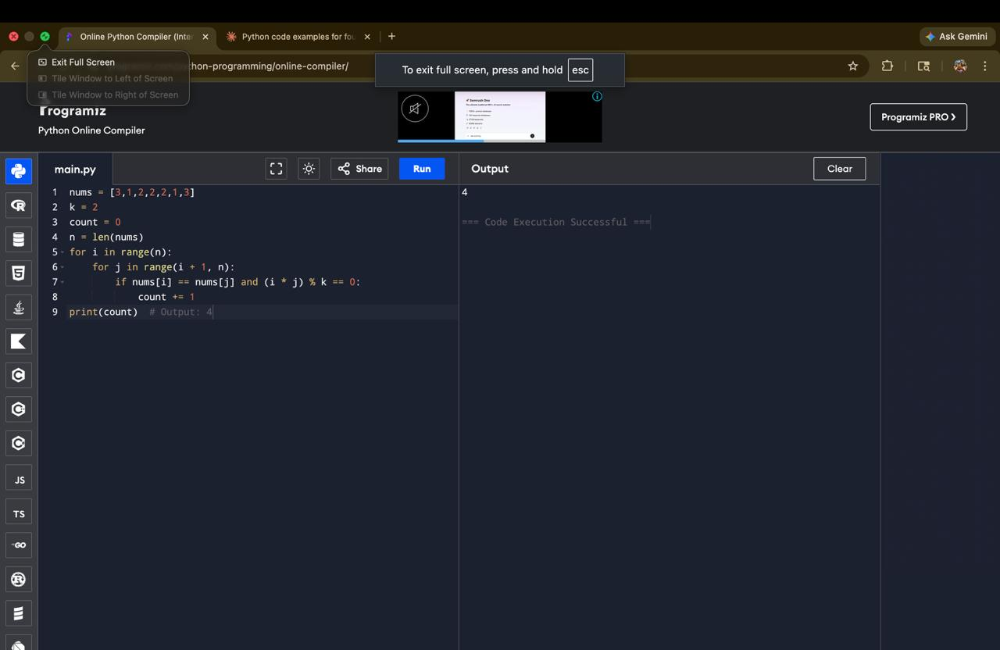 Online Python Compiler (Inter
Python code examples for fou
Ask Gemini
Exit Full Screen
Tile Window to Left of Screen
Tile Window to Right of Screen
hon-programming/online-compiler/
To exit full screen, press and hold esc
Programiz
Python Online Compiler
Semrush One
Programiz PRO ❯
main.py
Share
Run
Output
Clear
1 nums = [3,1,2,2,2,1,3]
2 k = 2
3 count = 0
4 n = len(nums)
5 for i in range(n):
6     for j in range(i + 1, n):
7         if nums[i] == nums[j] and (i * j) % k == 0:
8             count += 1
9 print(count)  # Output: 4
4
=== Code Execution Successful ===
JS
TS
GO